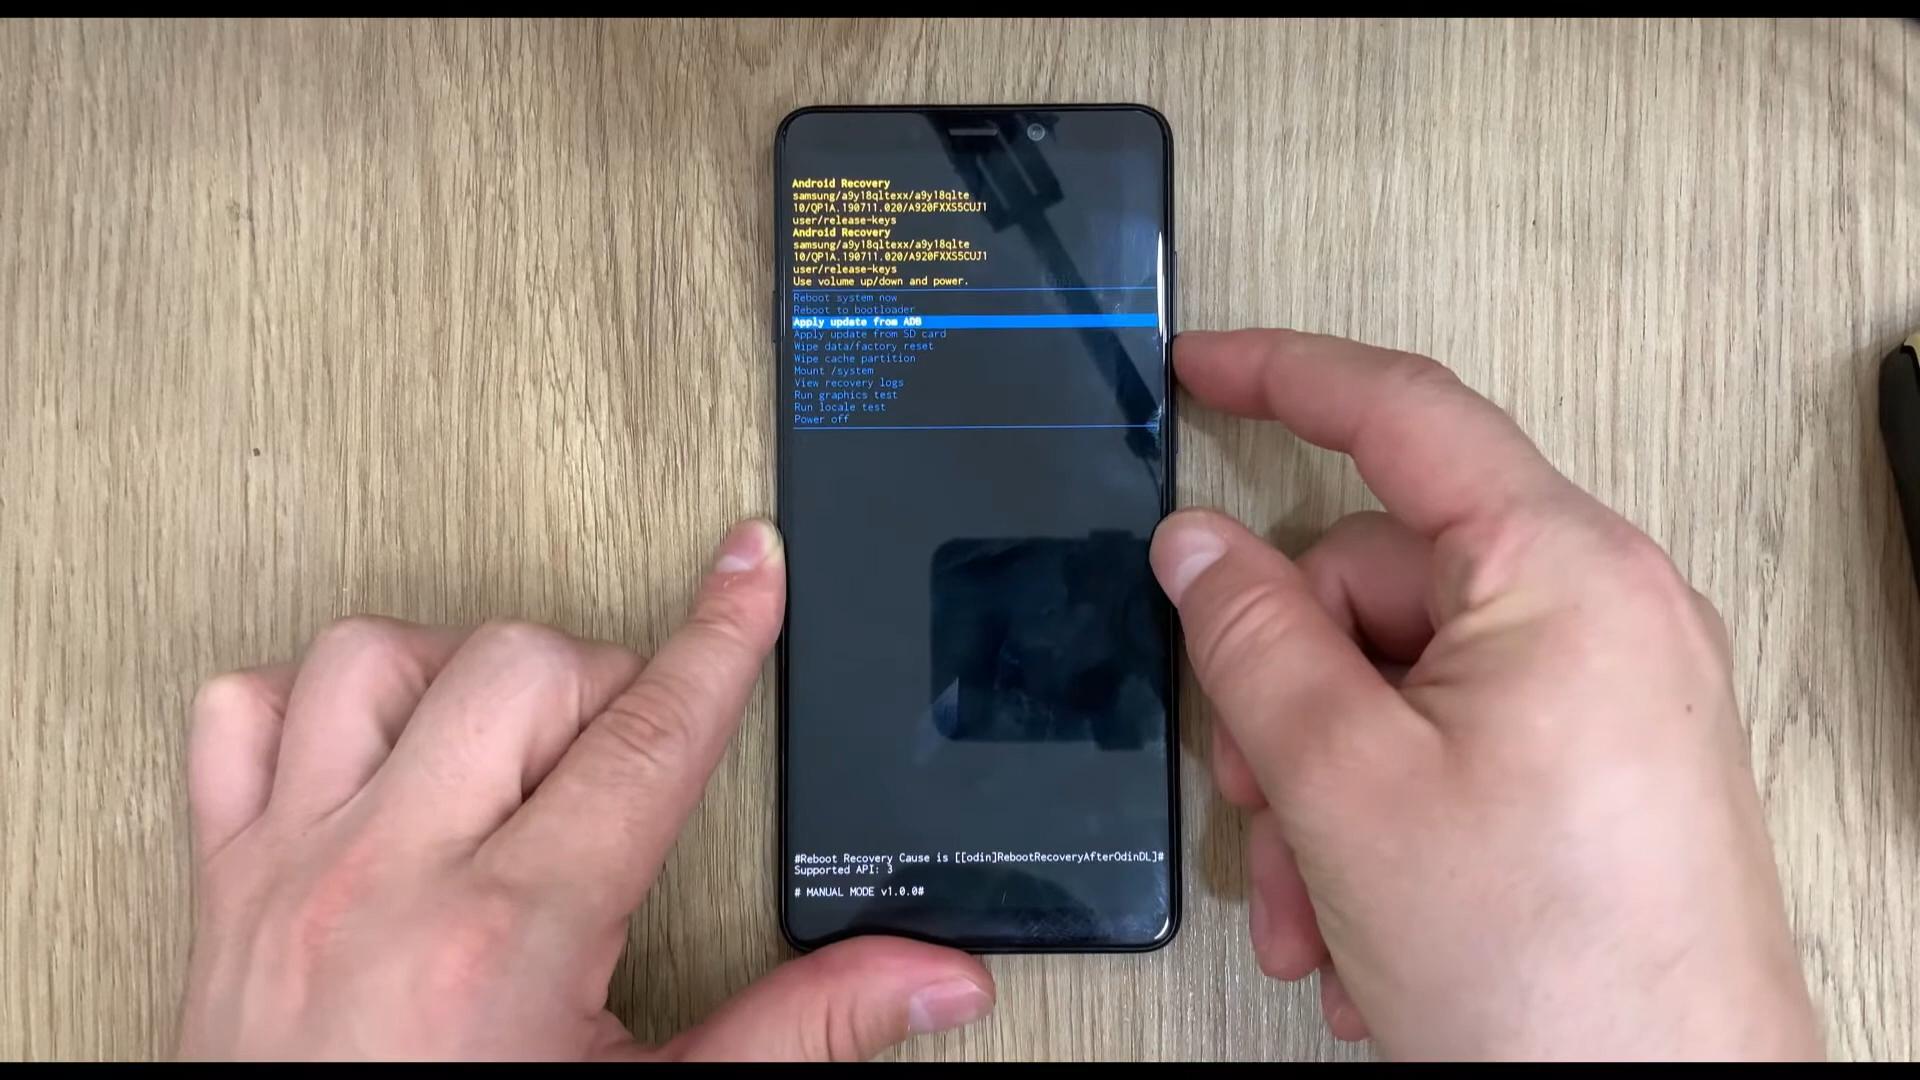 Android Recovery
samsung/a9y18qltexx/a9y18qlte
10/QP1A.190711.020/A920FXXS5CUJ1
user/release-keys
Android Recovery
samsung/a9y18qltexx/a9y18qlte
10/QP1A.190711.020/A920FXXS5CUJ1
user/release-keys
Use volume up/down and power.
Reboot system now
Reboot to bootloader
Apply update from ADB
Apply update from SD card
Wipe data/factory reset
Wipe cache partition
Mount /system
View recovery logs
Run graphics test
Run locale test
Power off
#Reboot Recovery Cause is [[odin]RebootRecoveryAfterOdinDL]#
Supported API: 3
# MANUAL MODE v1.0.0#